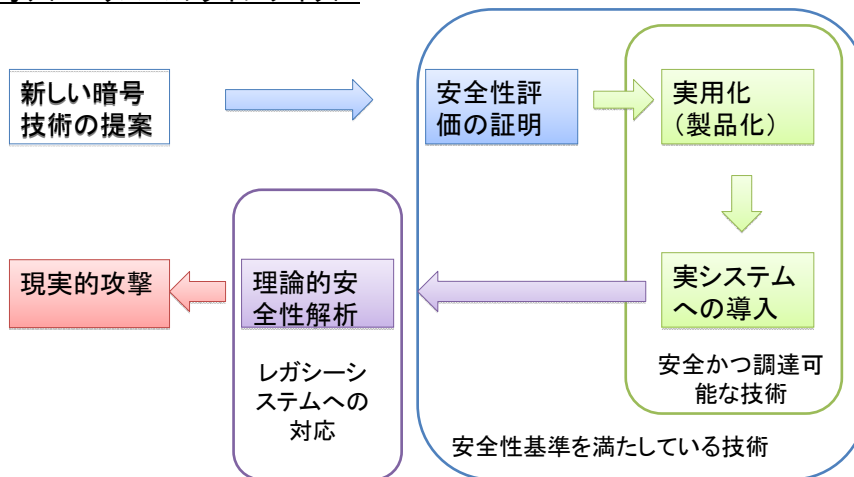 新しい暗号
技術の提案
安全性評
価の証明
実用化
（製品化）
現実的攻撃
理論的安
全性解析
実システム
への導入
レガシーシ
ステムへの
対応
安全かつ調達可
能な技術
安全性基準を満たしている技術